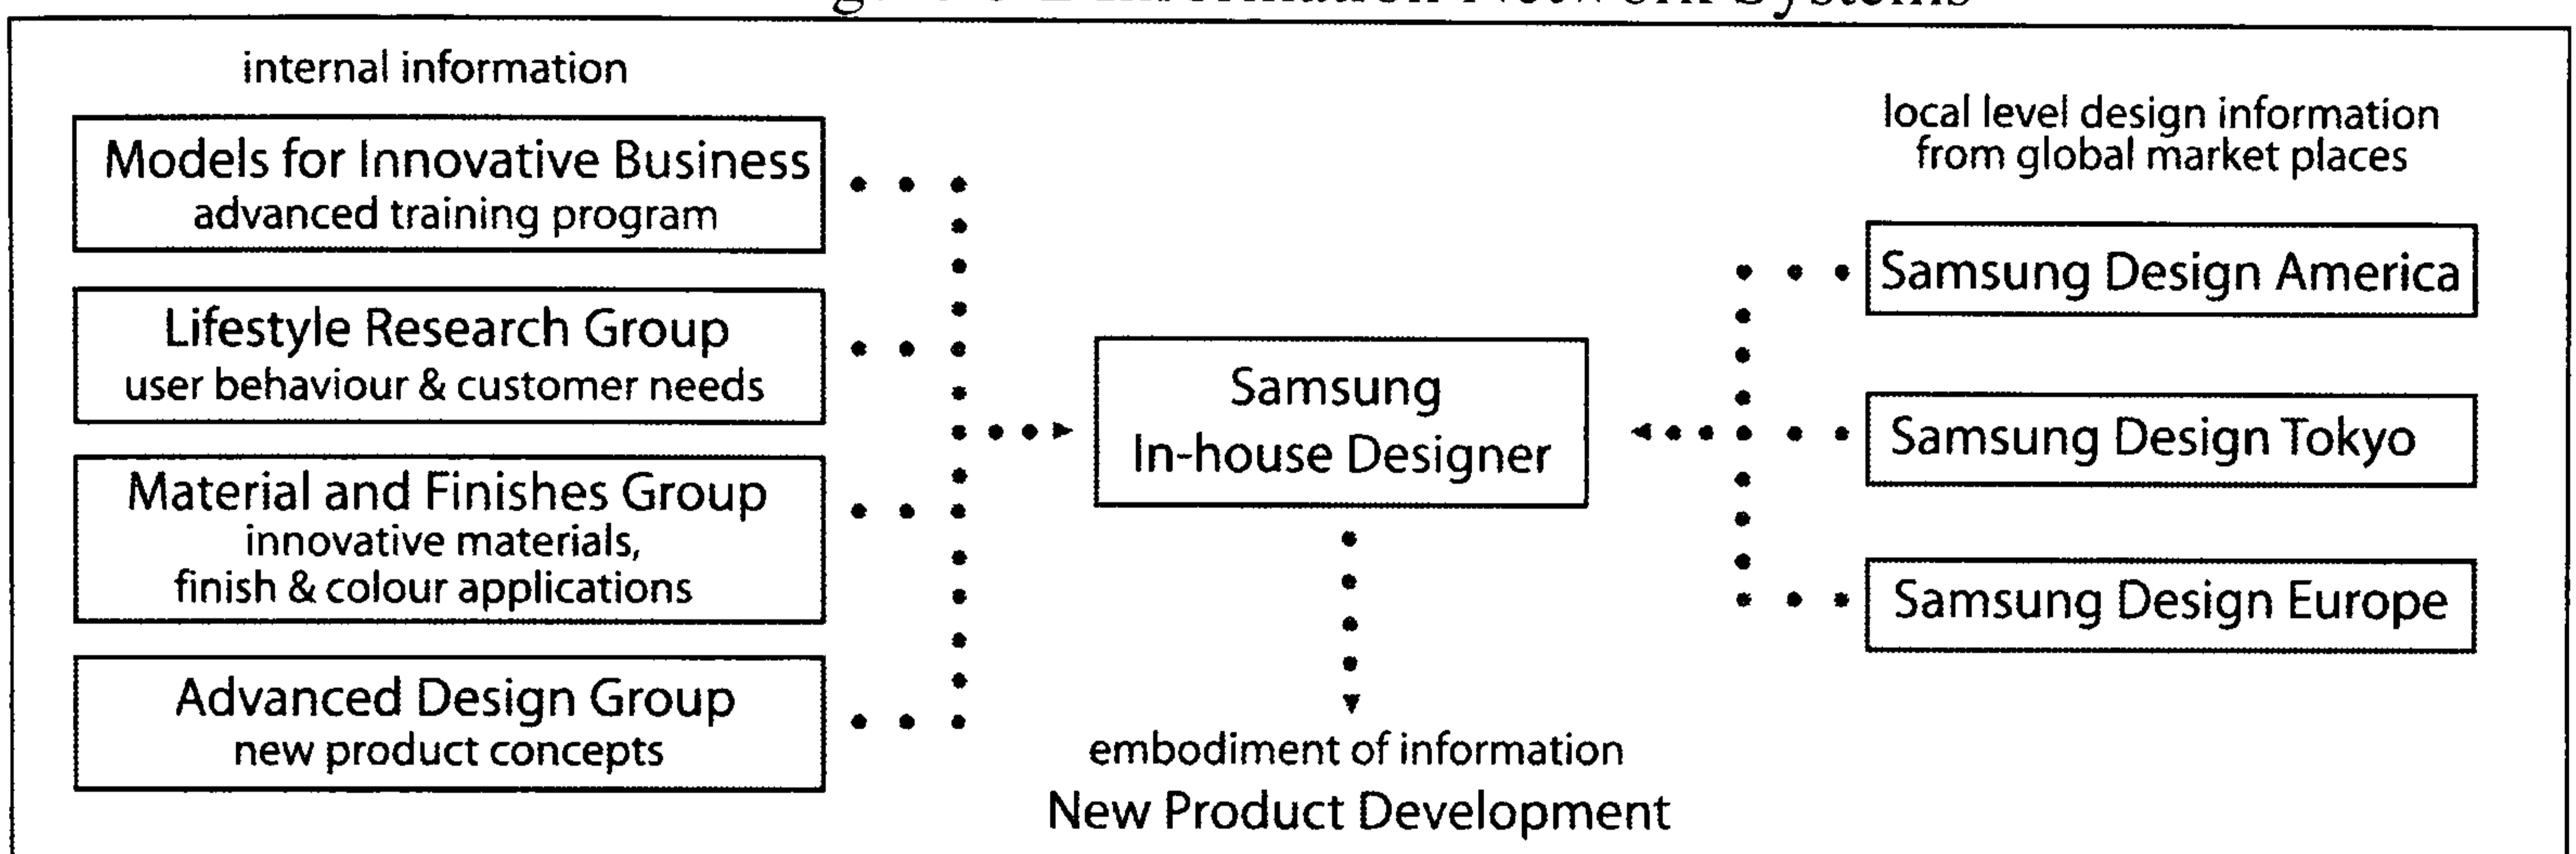 Information Network Systems
internal information
Models for Innovative Business
advanced training program
Lifestyle Research Group
user behaviour & customer needs
Material and Finishes Group
innovative materials,
finish & colour applications
Advanced Design Group
new product concepts
Samsung
In-house Designer
embodiment of information
New Product Development
local level design information
from global market places
Samsung Design America
Samsung Design Tokyo
Samsung Design Europe